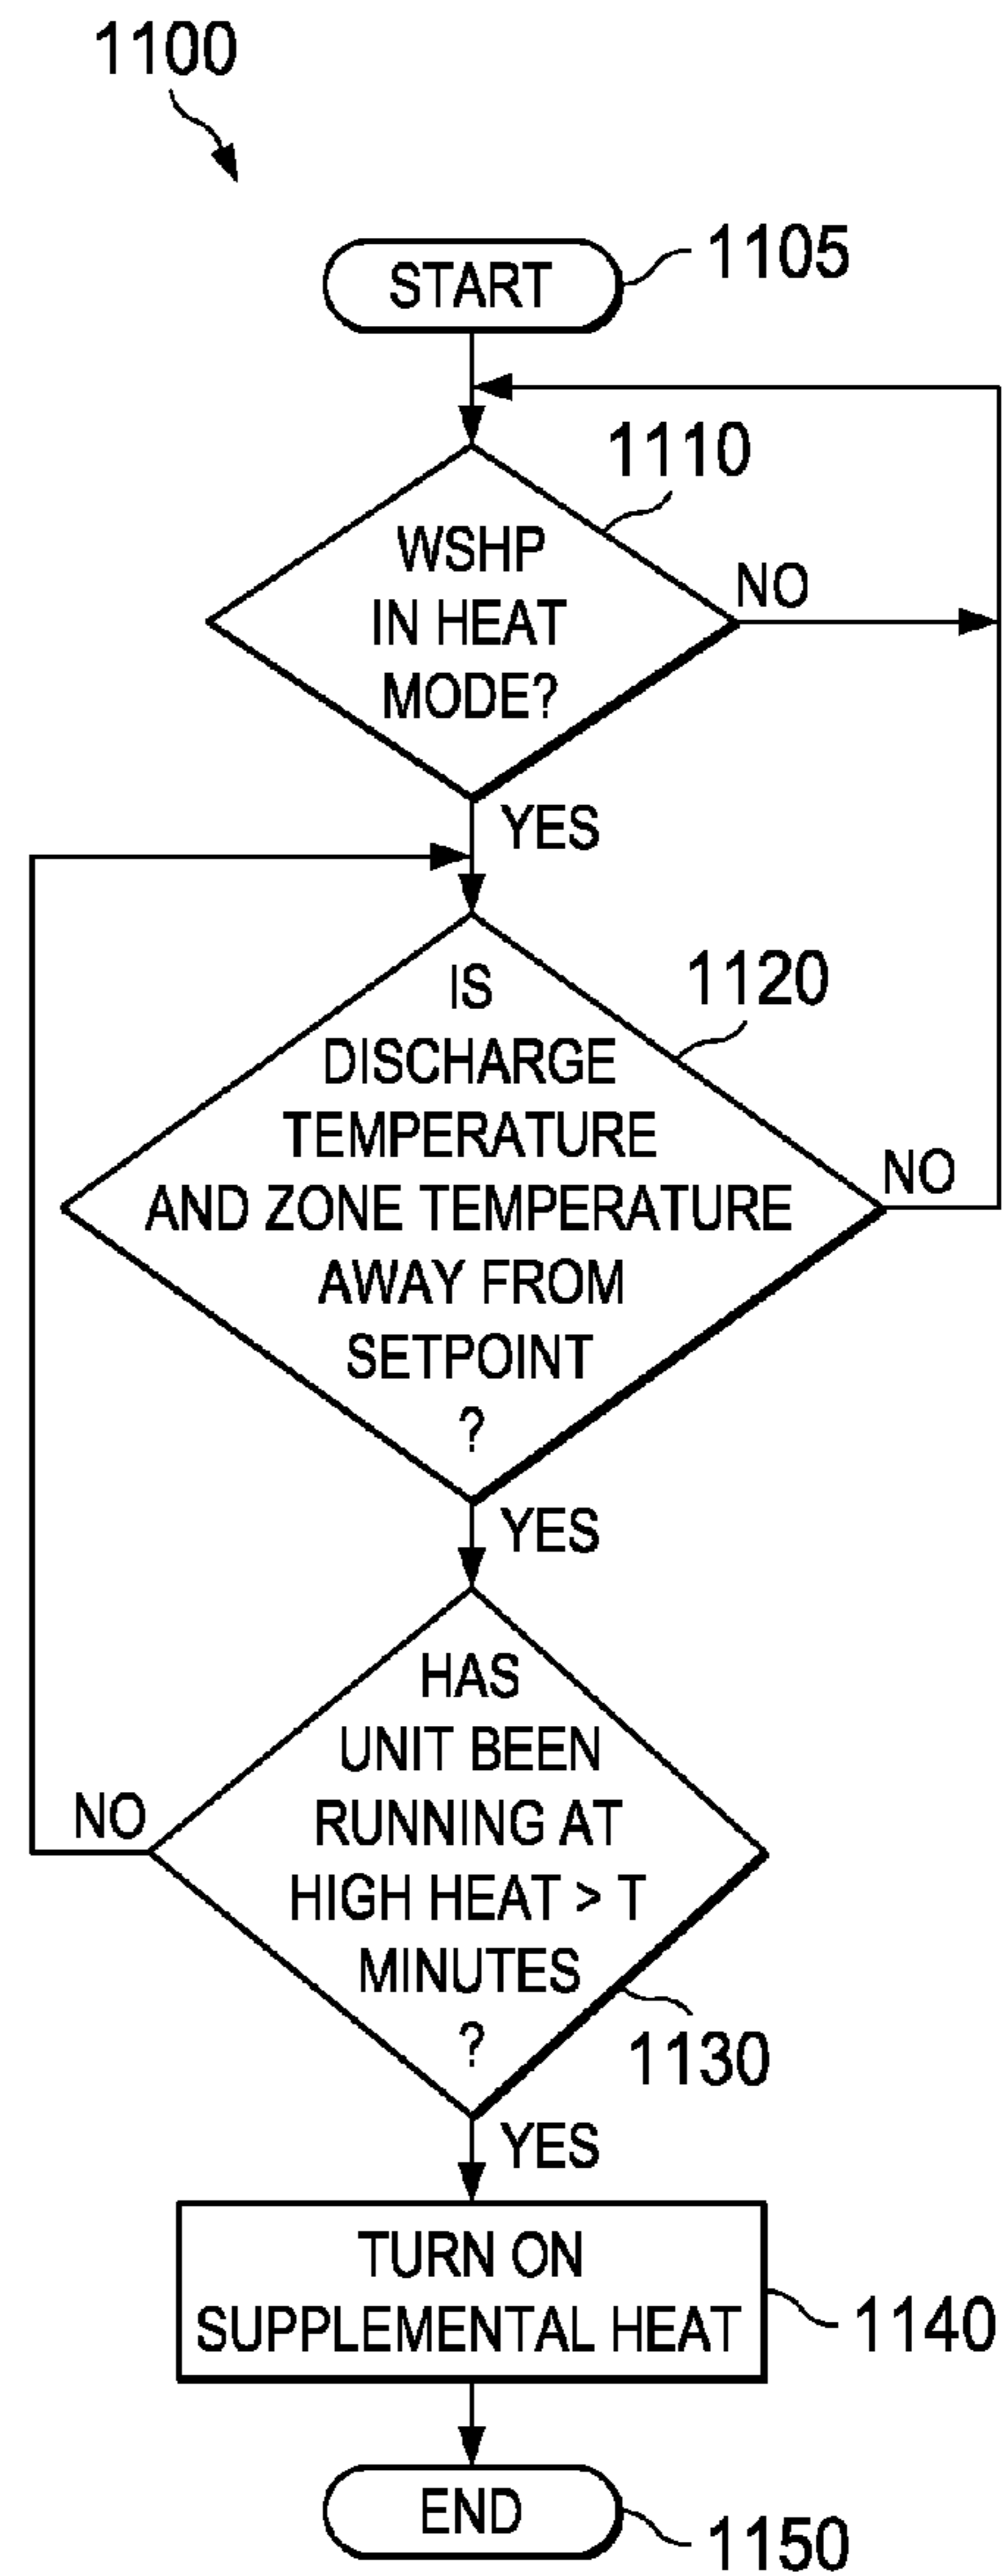 1100
START
1105
1110
WSHP
IN HEAT
MODE?
NO
YES
1120
IS
DISCHARGE
TEMPERATURE
AND ZONE TEMPERATURE
AWAY FROM
SETPOINT
?
NO
YES
HAS
UNIT BEEN
RUNNING AT
HIGH HEAT > T
MINUTES
?
NO
1130
YES
TURN ON
SUPPLEMENTAL HEAT
1140
END
1150